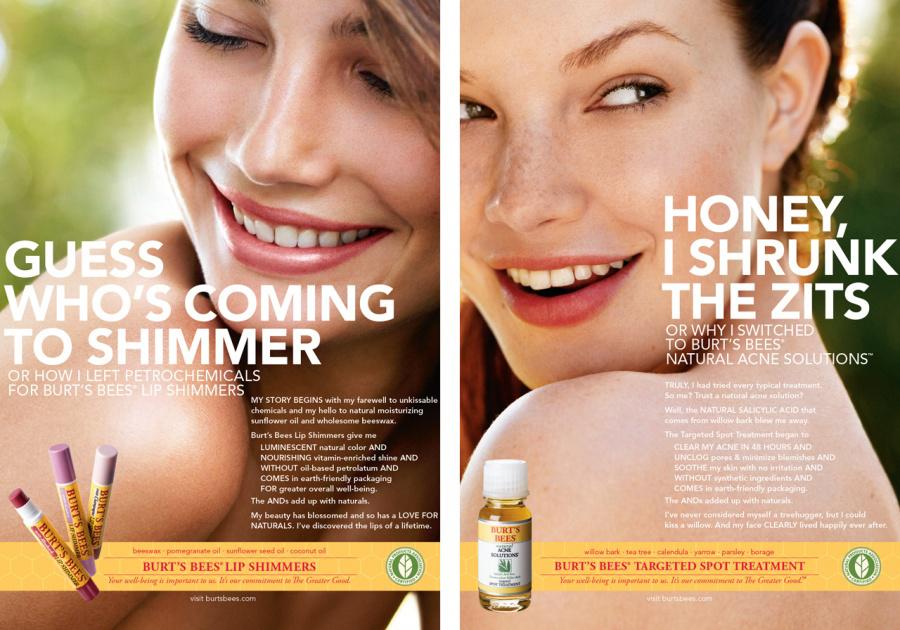 GUESS
WHO'S COMING
TO SHIMMER
OR HOW I LEFT PETROCHEMICALS
FOR BURT'S BEES® LIP SHIMMERS
MY STORY BEGINS with my farewell to unkissable
chemicals and my hello to natural moisturizing
sunflower oil and wholesome beeswax.
Burt's Bees Lip Shimmers give me
LUMINESCENT natural color AND
NOURISHING vitamin-enriched shine AND
WITHOUT oil-based petrolatum AND
COMES in earth-friendly packaging
FOR greater overall well-being.
The ANDs add up with naturals.
My beauty has blossomed and so has a LOVE FOR
NATURALS. I've discovered the lips of a lifetime.
BURT'S BEES
BURT'S BEES
BURT'S BEES
beeswax · pomegranate oil · sunflower seed oil · coconut oil
BURT'S BEES® LIP SHIMMERS
Your well-being is important to us. It's our commitment to The Greater Good.
visit burtsbees.com
HONEY,
I SHRUNK
THE ZITS
OR WHY I SWITCHED
TO BURT'S BEES®
NATURAL ACNE SOLUTIONS™
TRULY, I had tried every typical treatment.
So me? Trust a natural acne solution?
Well, the NATURAL SALICYLIC ACID that
comes from willow bark blew me away.
The Targeted Spot Treatment began to
CLEAR MY ACNE IN 48 HOURS AND
UNCLOG pores & minimize blemishes AND
SOOTHE my skin with no irritation AND
WITHOUT synthetic ingredients AND
COMES in earth-friendly packaging.
The ANDs added up with naturals.
I've never considered myself a treehugger, but I could
kiss a willow. And my face CLEARLY lived happily ever after.
BURT'S
BEES
ACNE
SOLUTIONS
SPOT TREATMENT
willow bark · tea tree · calendula · yarrow · parsley · borage
BURT'S BEES® TARGETED SPOT TREATMENT
Your well-being is important to us. It's our commitment to The Greater Good.™
visit burtsbees.com